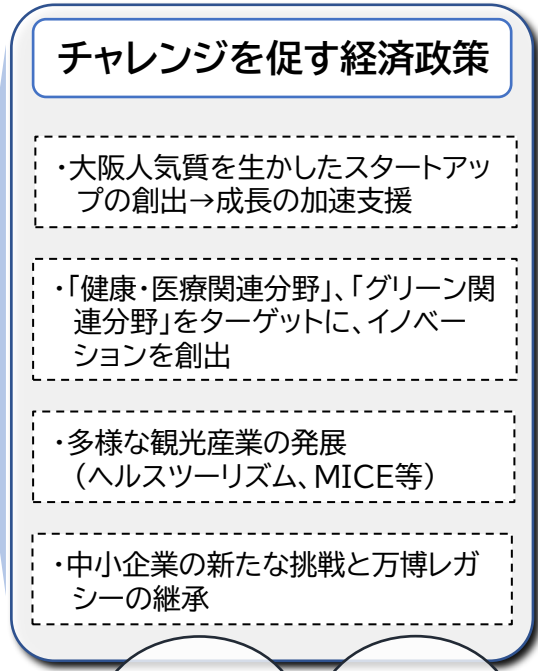 チャレンジを促す経済政策
・大阪人気質を生かしたスタートアッ
プの創出→成長の加速支援
・「健康・医療関連分野」、「グリーン関
連分野」をターゲットに、イノベー
ションを創出
・多様な観光産業の発展
（ヘルスツーリズム、MICE等）
・中小企業の新たな挑戦と万博レガ
シーの継承